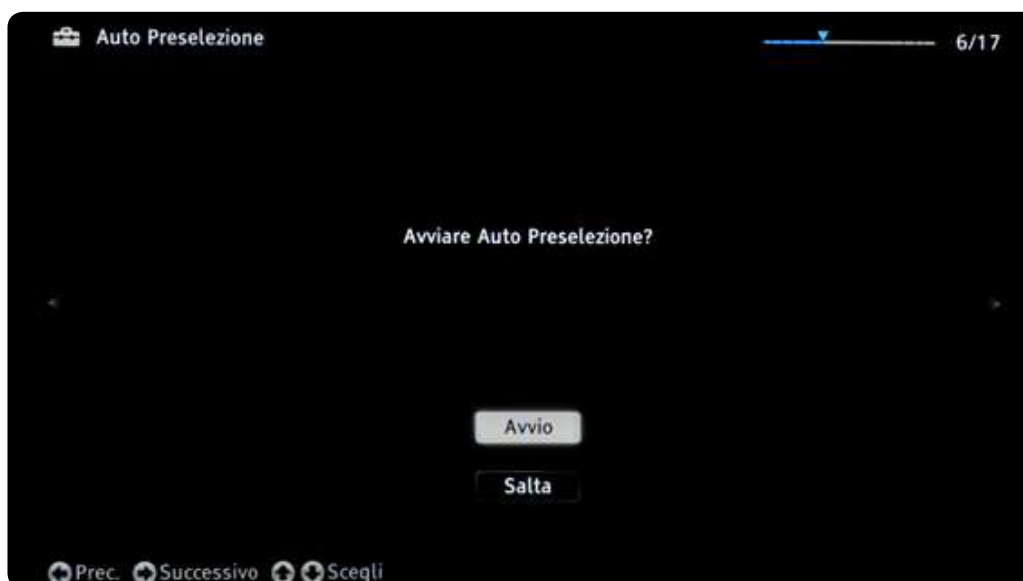 Auto Preselezione
6/17
Avviare Auto Preselezione?
Avvio
Salta
Prec. Successivo Scegli